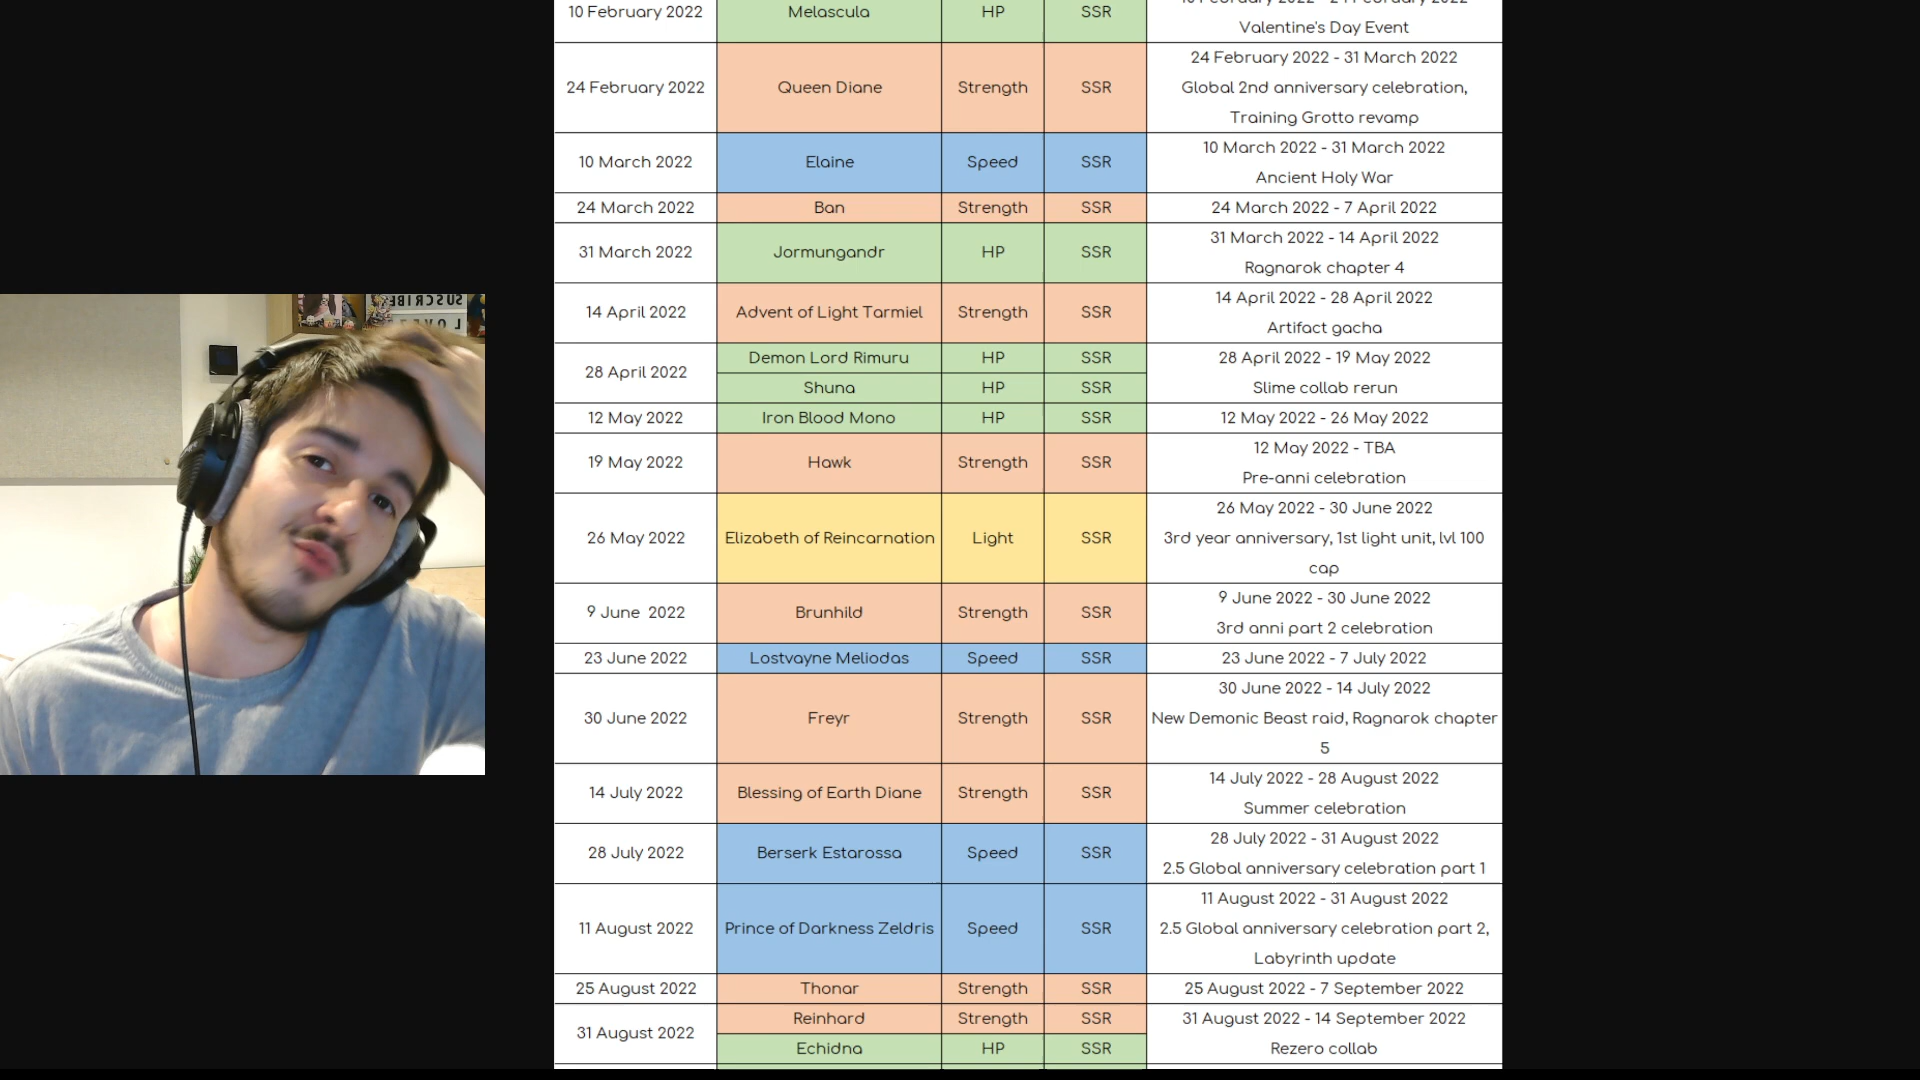 10 February 2022 Melascula HP SSR
Valentine's Day Event
24 February 2022 Queen Diane Strength SSR 24 February 2022 - 31 March 2022
Global 2nd anniversary celebration,
Training Grotto revamp
10 March 2022 Elaine Speed SSR 10 March 2022 - 31 March 2022
Ancient Holy War
24 March 2022 Ban Strength SSR 24 March 2022 - 7 April 2022
31 March 2022 Jormungandr HP SSR 31 March 2022 - 14 April 2022
Ragnarok chapter 4
14 April 2022 Advent of Light Tarmiel Strength SSR 14 April 2022 - 28 April 2022
Artifact gacha
28 April 2022 Demon Lord Rimuru HP SSR 28 April 2022 - 19 May 2022
Shuna HP SSR Slime collab rerun
12 May 2022 Iron Blood Mono HP SSR 12 May 2022 - 26 May 2022
19 May 2022 Hawk Strength SSR 12 May 2022 - TBA
Pre-anni celebration
26 May 2022 Elizabeth of Reincarnation Light SSR 26 May 2022 - 30 June 2022
3rd year anniversary, 1st light unit, lvl 100
cap
9 June 2022 Brunhild Strength SSR 9 June 2022 - 30 June 2022
3rd anni part 2 celebration
23 June 2022 Lostvayne Meliodas Speed SSR 23 June 2022 - 7 July 2022
30 June 2022 Freyr Strength SSR 30 June 2022 - 14 July 2022
New Demonic Beast raid, Ragnarok chapter
5
14 July 2022 Blessing of Earth Diane Strength SSR 14 July 2022 - 28 August 2022
Summer celebration
28 July 2022 Berserk Estarossa Speed SSR 28 July 2022 - 31 August 2022
2.5 Global anniversary celebration part 1
11 August 2022 Prince of Darkness Zeldris Speed SSR 11 August 2022 - 31 August 2022
2.5 Global anniversary celebration part 2,
Labyrinth update
25 August 2022 Thonar Strength SSR 25 August 2022 - 7 September 2022
31 August 2022 Reinhard Strength SSR 31 August 2022 - 14 September 2022
Echidna HP SSR Rezero collab